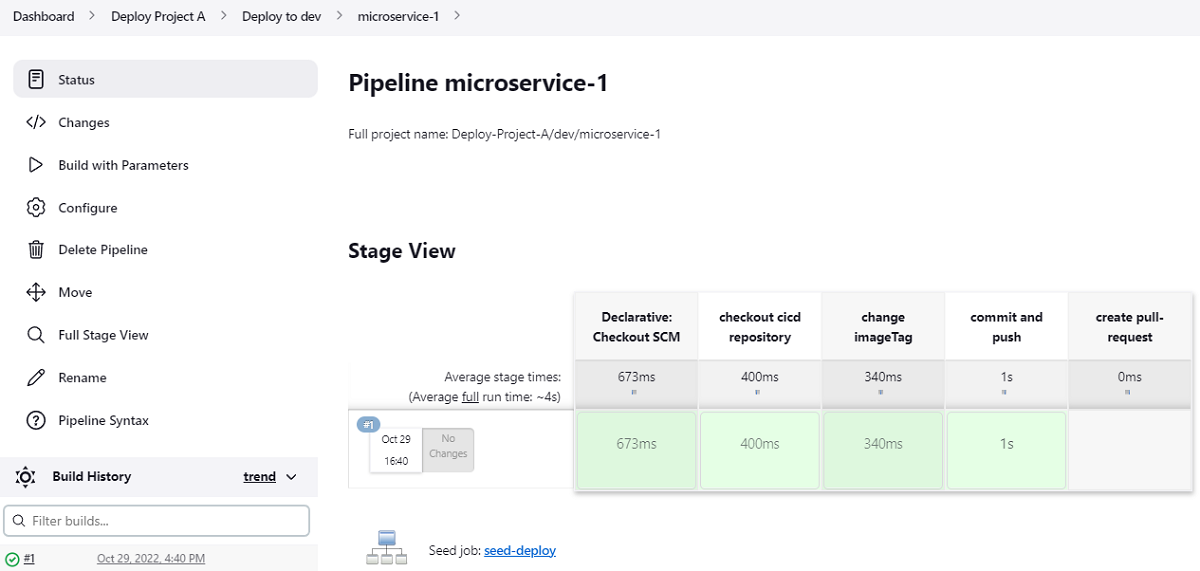 Dashboard > Deploy Project A > Deploy to dev > microservice-1 >
Status
Changes
Build with Parameters
Configure
Delete Pipeline
Move
Full Stage View
Rename
Pipeline Syntax
Build History trend
Filter builds...
#1 Oct 29, 2022, 4:40 PM
Pipeline microservice-1
Full project name: Deploy-Project-A/dev/microservice-1
Stage View
Declarative:
Checkout SCM
checkout cicd
repository
change
imageTag
commit and
push
create pull-
request
Average stage times:
(Average full run time: ~4s)
673ms 400ms 340ms 1s 0ms
#1
Oct 29
16:40
No
Changes
673ms 400ms 340ms 1s
Seed job: seed-deploy